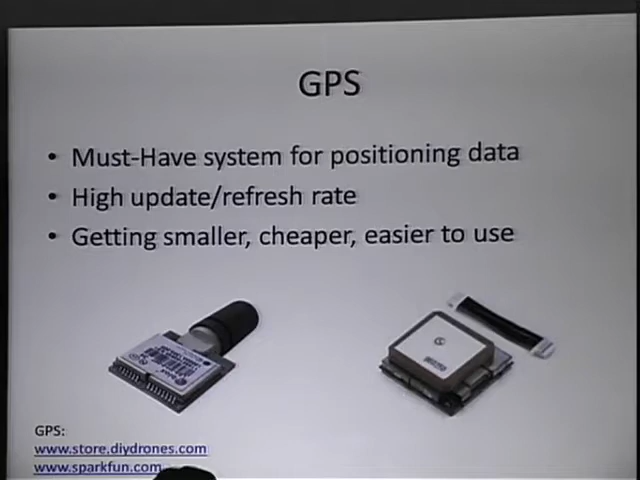 GPS
• Must-Have system for positioning data
• High update/refresh rate
• Getting smaller, cheaper, easier to use
GPS:
www.store.diydrones.com
www.sparkfun.com